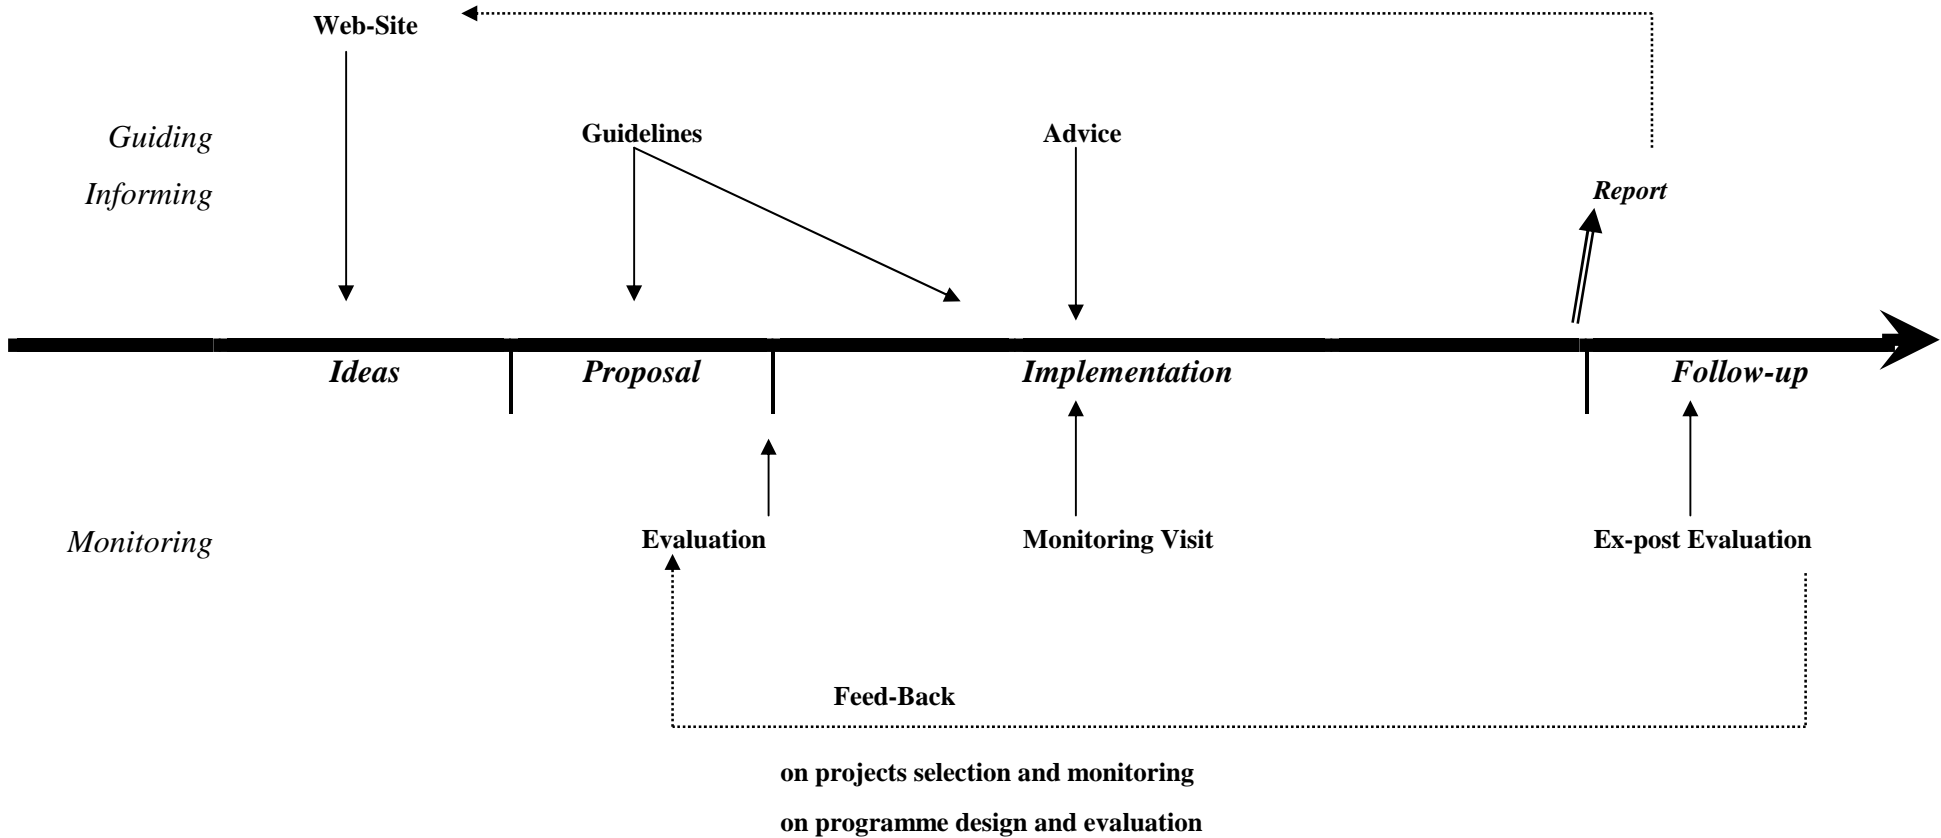 Web-Site
Guiding
Guidelines
Advice
Informing
Report
Ideas
Proposal
Implementation
Follow-up
Monitoring
Evaluation
Monitoring Visit
Ex-post Evaluation
Feed-Back
on projects selection and monitoring
on programme design and evaluation